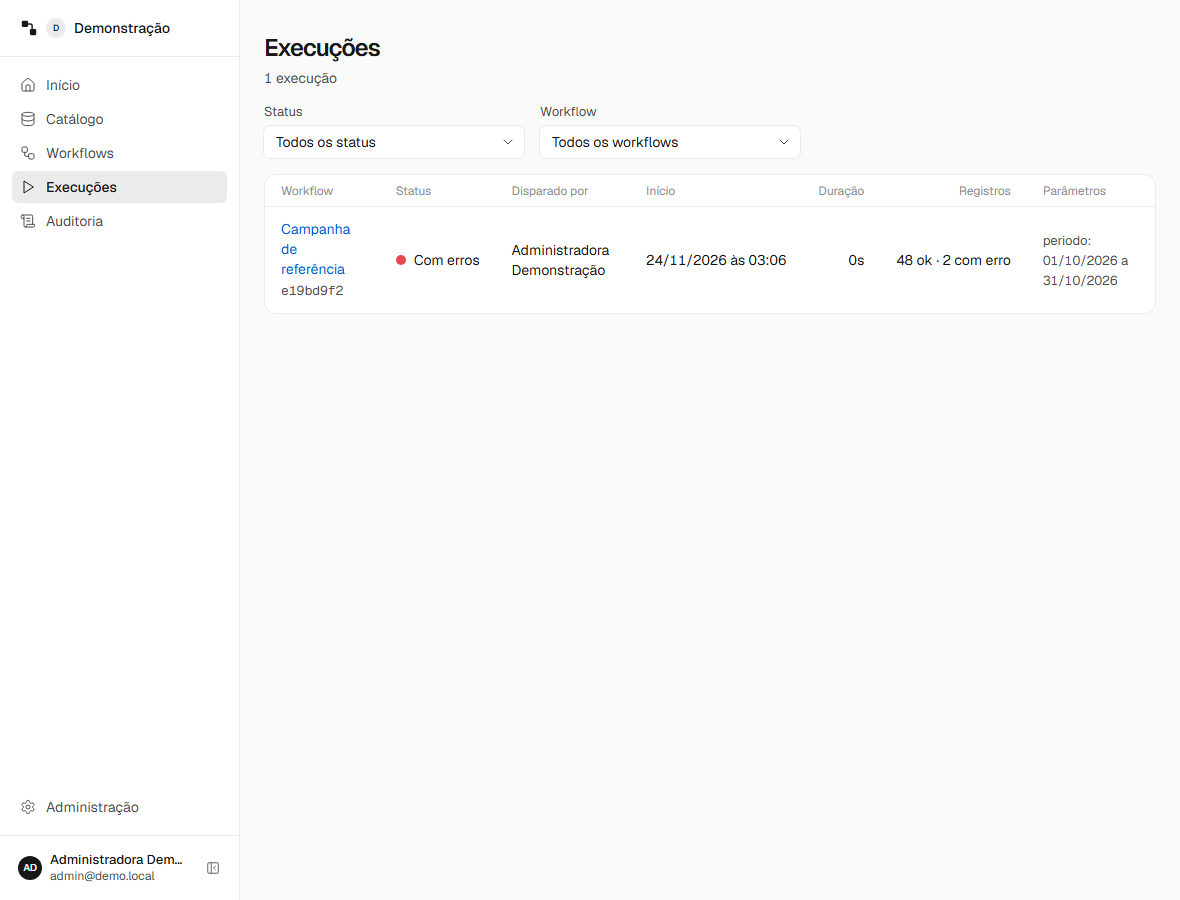 D Demonstração
Início
Catálogo
Workflows
Execuções
Auditoria
Administração
AD
Administradora Dem...
admin@demo.local
Execuções
1 execução
Status
Workflow
Todos os status
Todos os workflows
Workflow Status Disparado por Início Duração Registros Parâmetros
Campanha
de
referência
e19bd9f2
Com erros
Administradora
Demonstração
24/11/2026 às 03:06
0s
48 ok · 2 com erro
periodo:
01/10/2026 a
31/10/2026